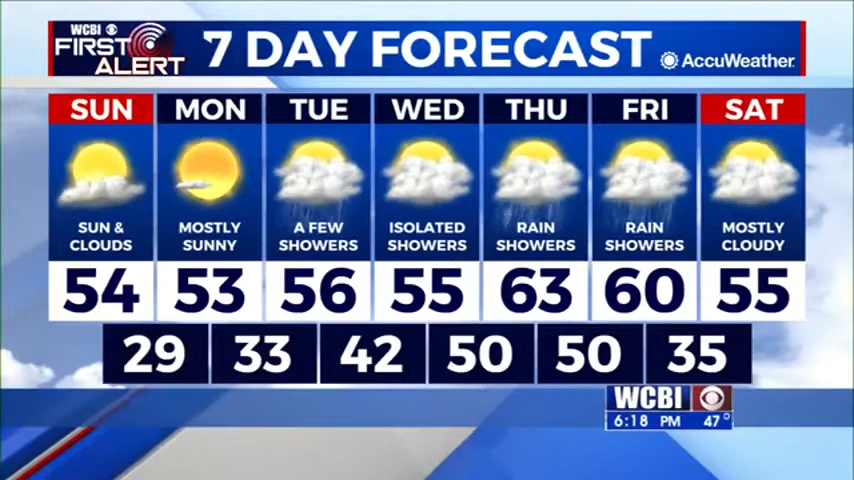 WCBI
FIRST
ALERT
7 DAY FORECAST
AccuWeather
SUN MON TUE WED THU FRI SAT
SUN & CLOUDS
MOSTLY SUNNY
A FEW SHOWERS
ISOLATED SHOWERS
RAIN SHOWERS
RAIN SHOWERS
MOSTLY CLOUDY
54 53 56 55 63 60 55
29 33 42 50 50 35
WCBI
6:18 PM 47°